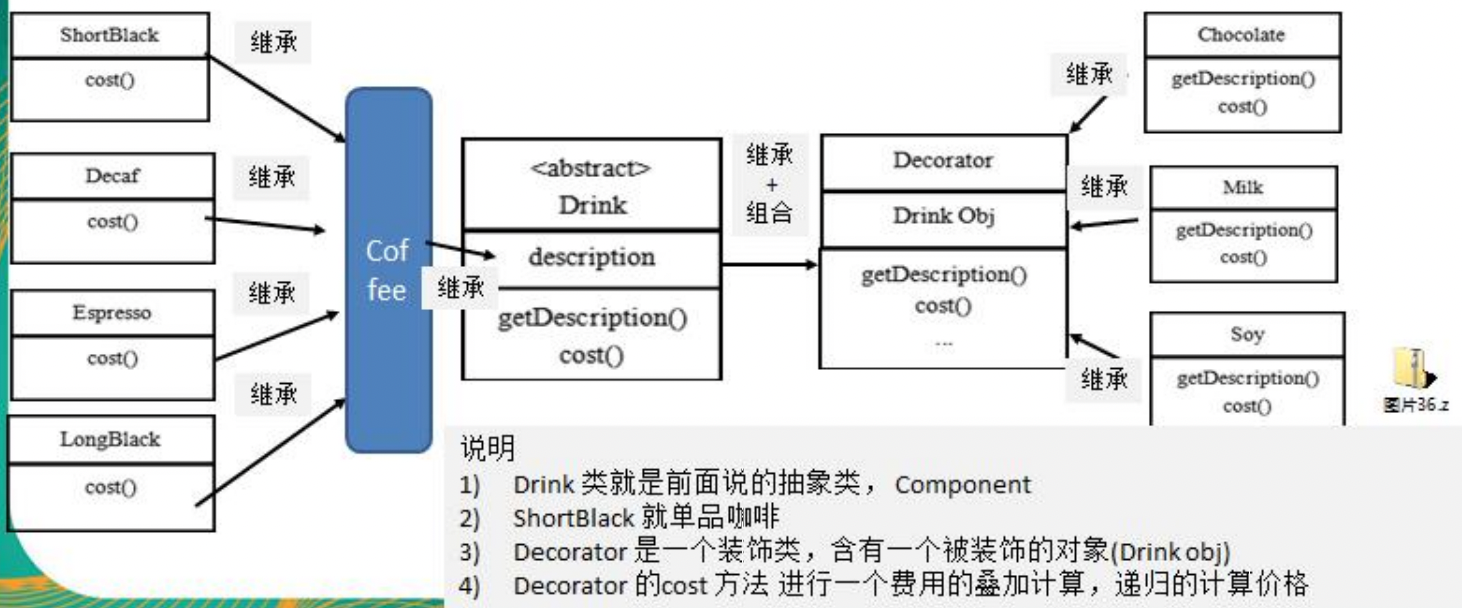 ShortBlack
cost()
继承
Decaf
cost()
继承
Espresso
cost()
继承
LongBlack
cost()
继承
Cof
fee
继承
<abstract>
Drink
description
getDescription()
cost()
继承
+
组合
Decorator
Drink Obj
getDescription()
cost()
...
继承
Chocolate
getDescription()
cost()
继承
Milk
getDescription()
cost()
继承
Soy
getDescription()
cost()
图片36.z
说明
1) Drink 类就是前面说的抽象类， Component
2) ShortBlack 就单品咖啡
3) Decorator 是一个装饰类，含有一个被装饰的对象(Drink obj)
4) Decorator 的cost 方法 进行一个费用的叠加计算，递归的计算价格